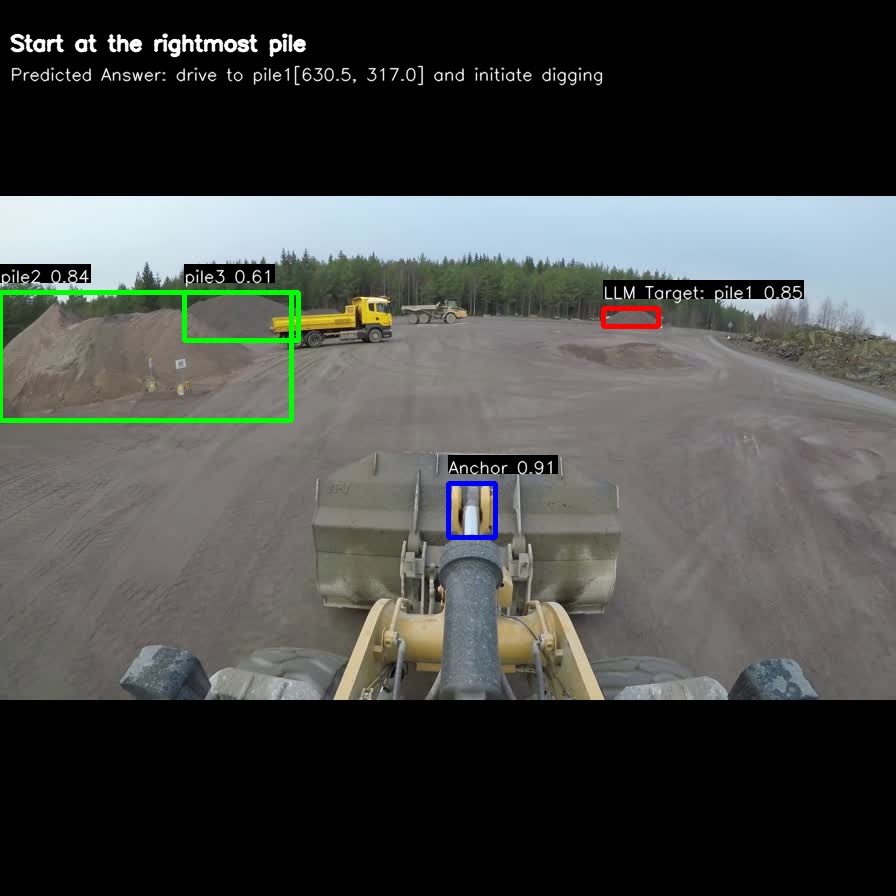 Start at the rightmost pile
Predicted Answer: drive to pile1[630.5, 317.0] and initiate digging
pile2 0.84
pile3 0.61
LLM Target: pile1 0.85
Anchor 0.91